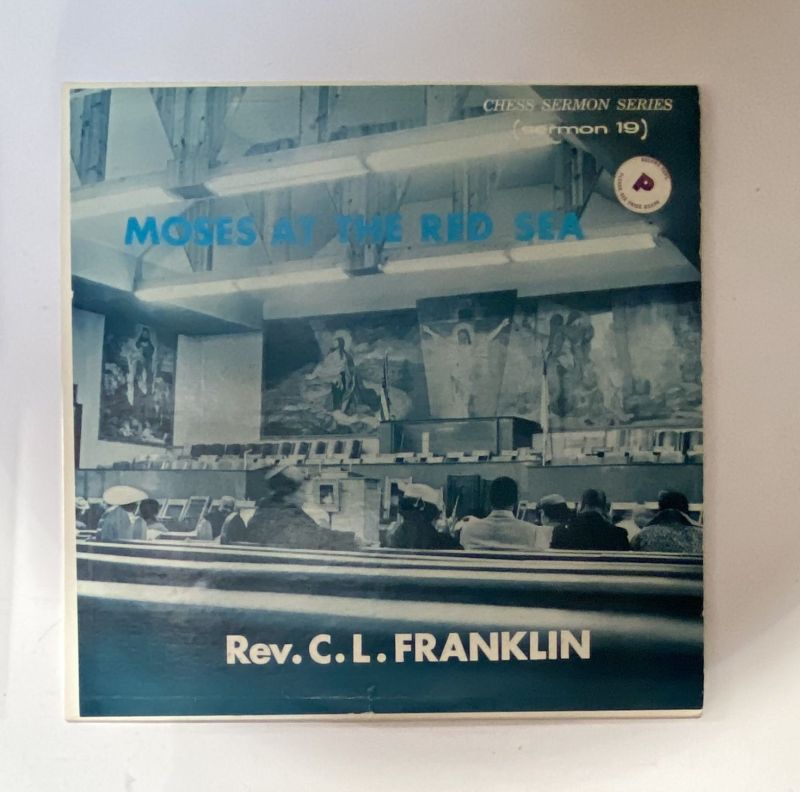 CHESS SERMON SERIES
(sermon 19)
P
MOSES AT THE RED SEA
Rev. C. L. FRANKLIN